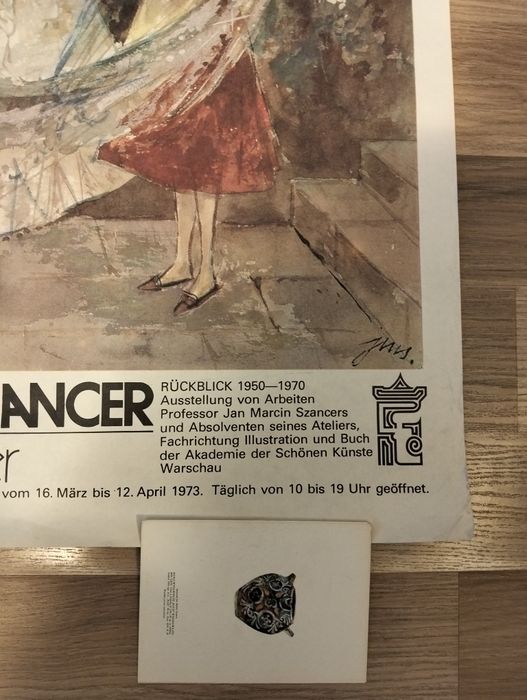 jms.
ANCER
RÜCKBLICK 1950—1970
Ausstellung von Arbeiten
Professor Jan Marcin Szancers
und Absolventen seines Ateliers,
Fachrichtung Illustration und Buch
der Akademie der Schönen Künste
Warschau
er
vom 16. März bis 12. April 1973. Täglich von 10 bis 19 Uhr geöffnet.